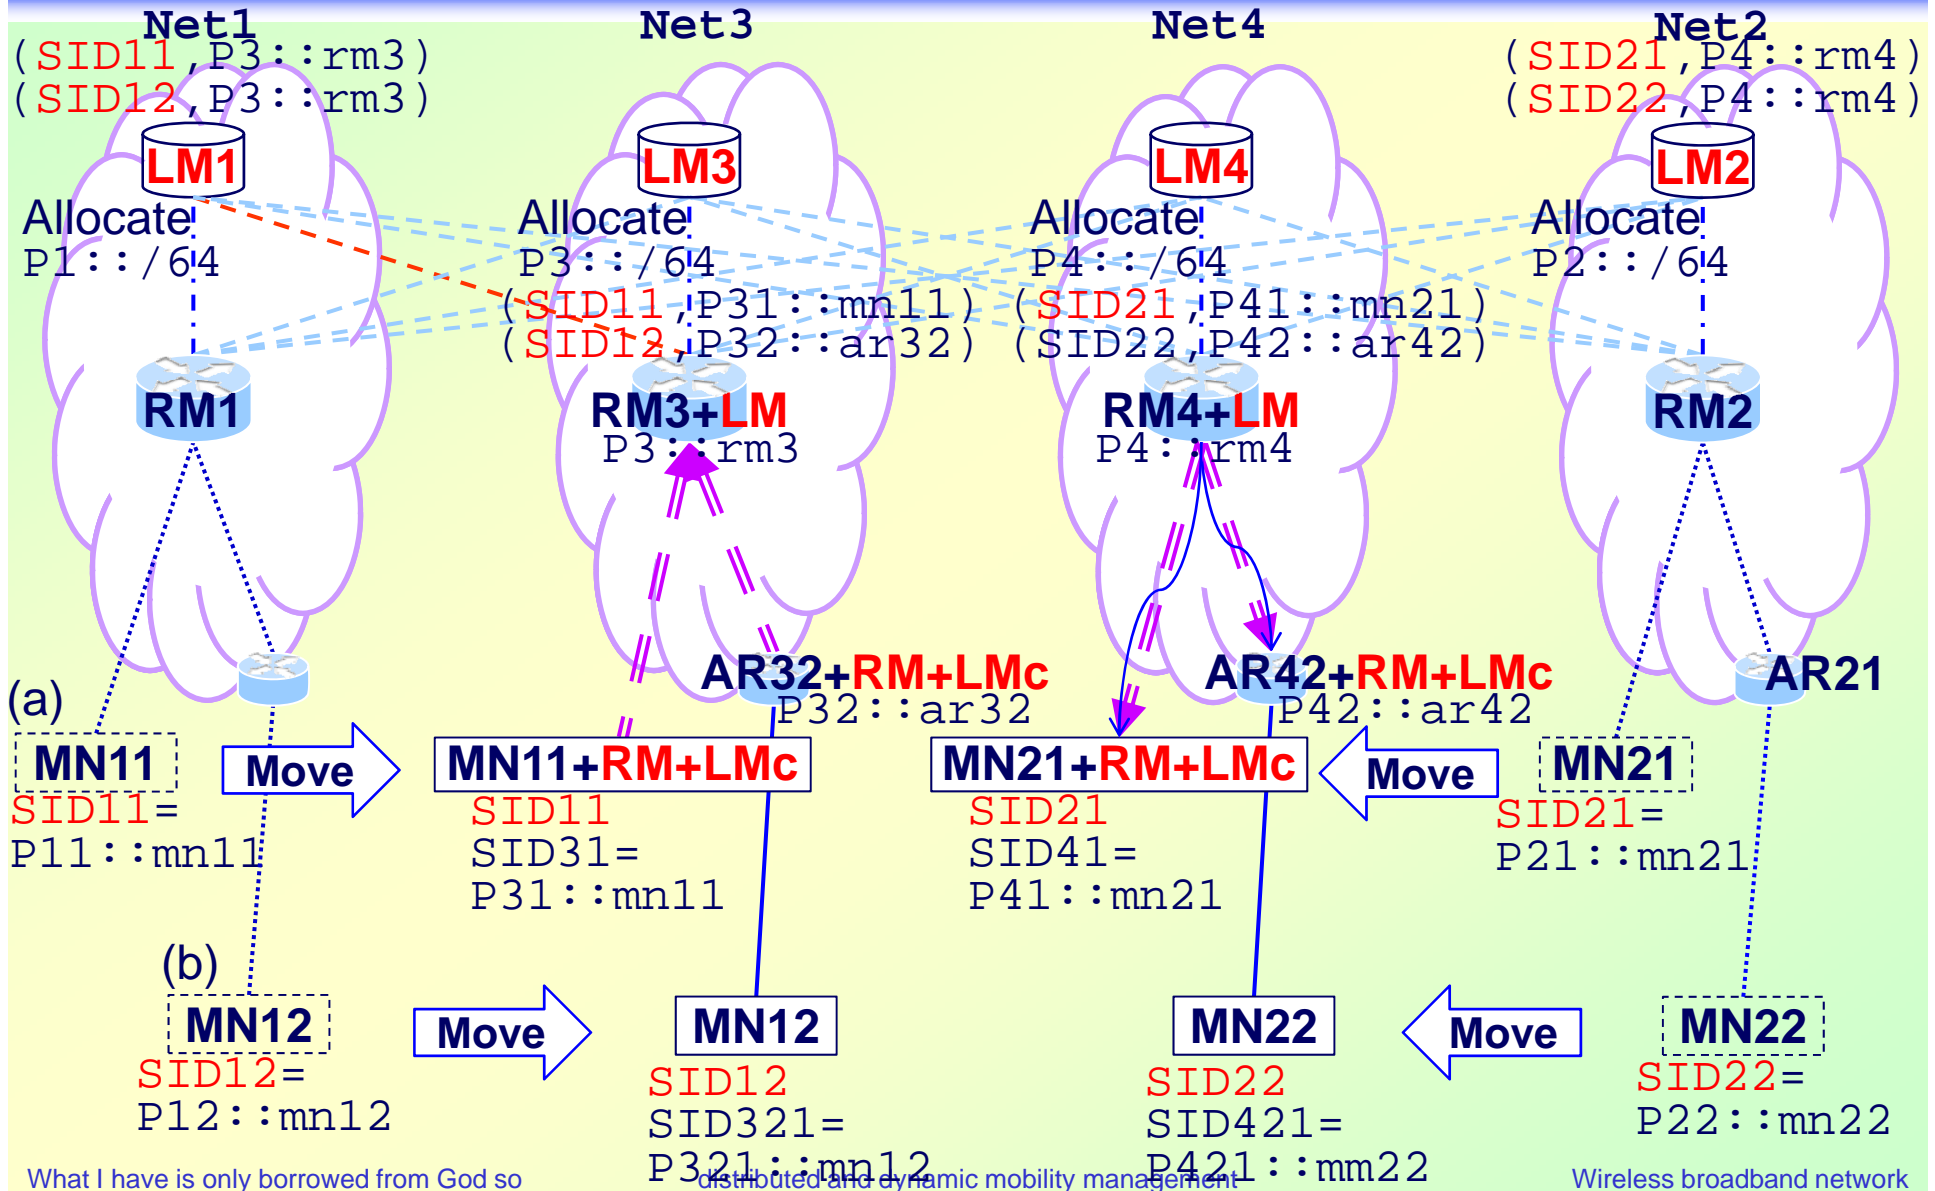 Net1
Net3
Net4
Net2
(SID11,P3::rm3)
(SID12,P3::rm3)
(SID21,P4::rm4)
(SID22,P4::rm4)
LM1
LM3
LM4
LM2
Allocate
P1::/64
Allocate
P3::/64
Allocate
P4::/64
Allocate
P2::/64
(SID11,P31::mn11)
(SID12,P32::ar32)
(SID21,P41::mn21)
(SID22,P42::ar42)
RM1
RM3+LM
P3::rm3
RM4+LM
P4::rm4
RM2
AR32+RM+LMc
P32::ar32
AR42+RM+LMc
P42::ar42
AR21
(a)
MN11
Move
MN11+RM+LMc
MN21+RM+LMc
Move
MN21
SID11=
P11::mn11
SID11
SID31=
P31::mn11
SID21
SID41=
P41::mn21
SID21=
P21::mn21
(b)
MN12
Move
MN12
MN22
Move
MN22
SID12=
P12::mn12
SID12
SID321=
P321::mn12
SID22
SID421=
P421::mm22
SID22=
P22::mn22
What I have is only borrowed from God so
distributed and dynamic mobility management
Wireless broadband network